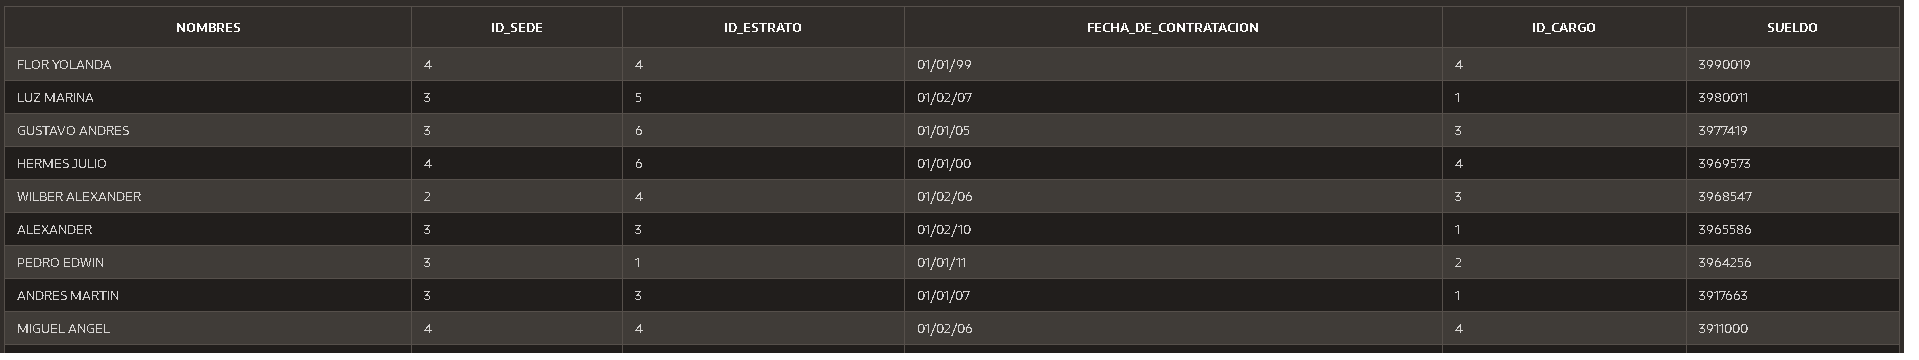 NOMBRES ID_SEDE ID_ESTRATO FECHA_DE_CONTRATACION ID_CARGO SUELDO
FLOR YOLANDA 4 4 01/01/99 4 3990019
LUZ MARINA 3 5 01/02/07 1 3980011
GUSTAVO ANDRES 3 6 01/01/05 3 3977419
HERMES JULIO 4 6 01/01/00 4 3969573
WILBER ALEXANDER 2 4 01/02/06 3 3968547
ALEXANDER 3 3 01/02/10 1 3965586
PEDRO EDWIN 3 1 01/01/11 2 3964256
ANDRES MARTIN 3 3 01/01/07 1 3917663
MIGUEL ANGEL 4 4 01/02/06 4 3911000